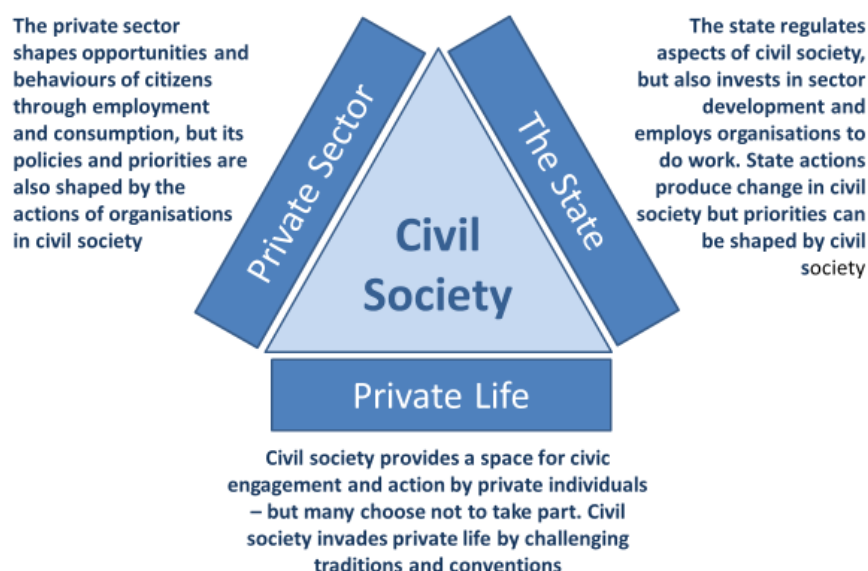 The private sector
shapes opportunities and
behaviours of citizens
through employment
and consumption, but its
policies and priorities are
also shaped by the
actions of organisations
in civil society
Private Sector
The State
The state regulates
aspects of civil society,
but also invests in sector
development and
employs organisations to
do work. State actions
produce change in civil
society but priorities can
be shaped by civil
society
Civil
Society
Private Life
Civil society provides a space for civic
engagement and action by private individuals
– but many choose not to take part. Civil
society invades private life by challenging
traditions and conventions